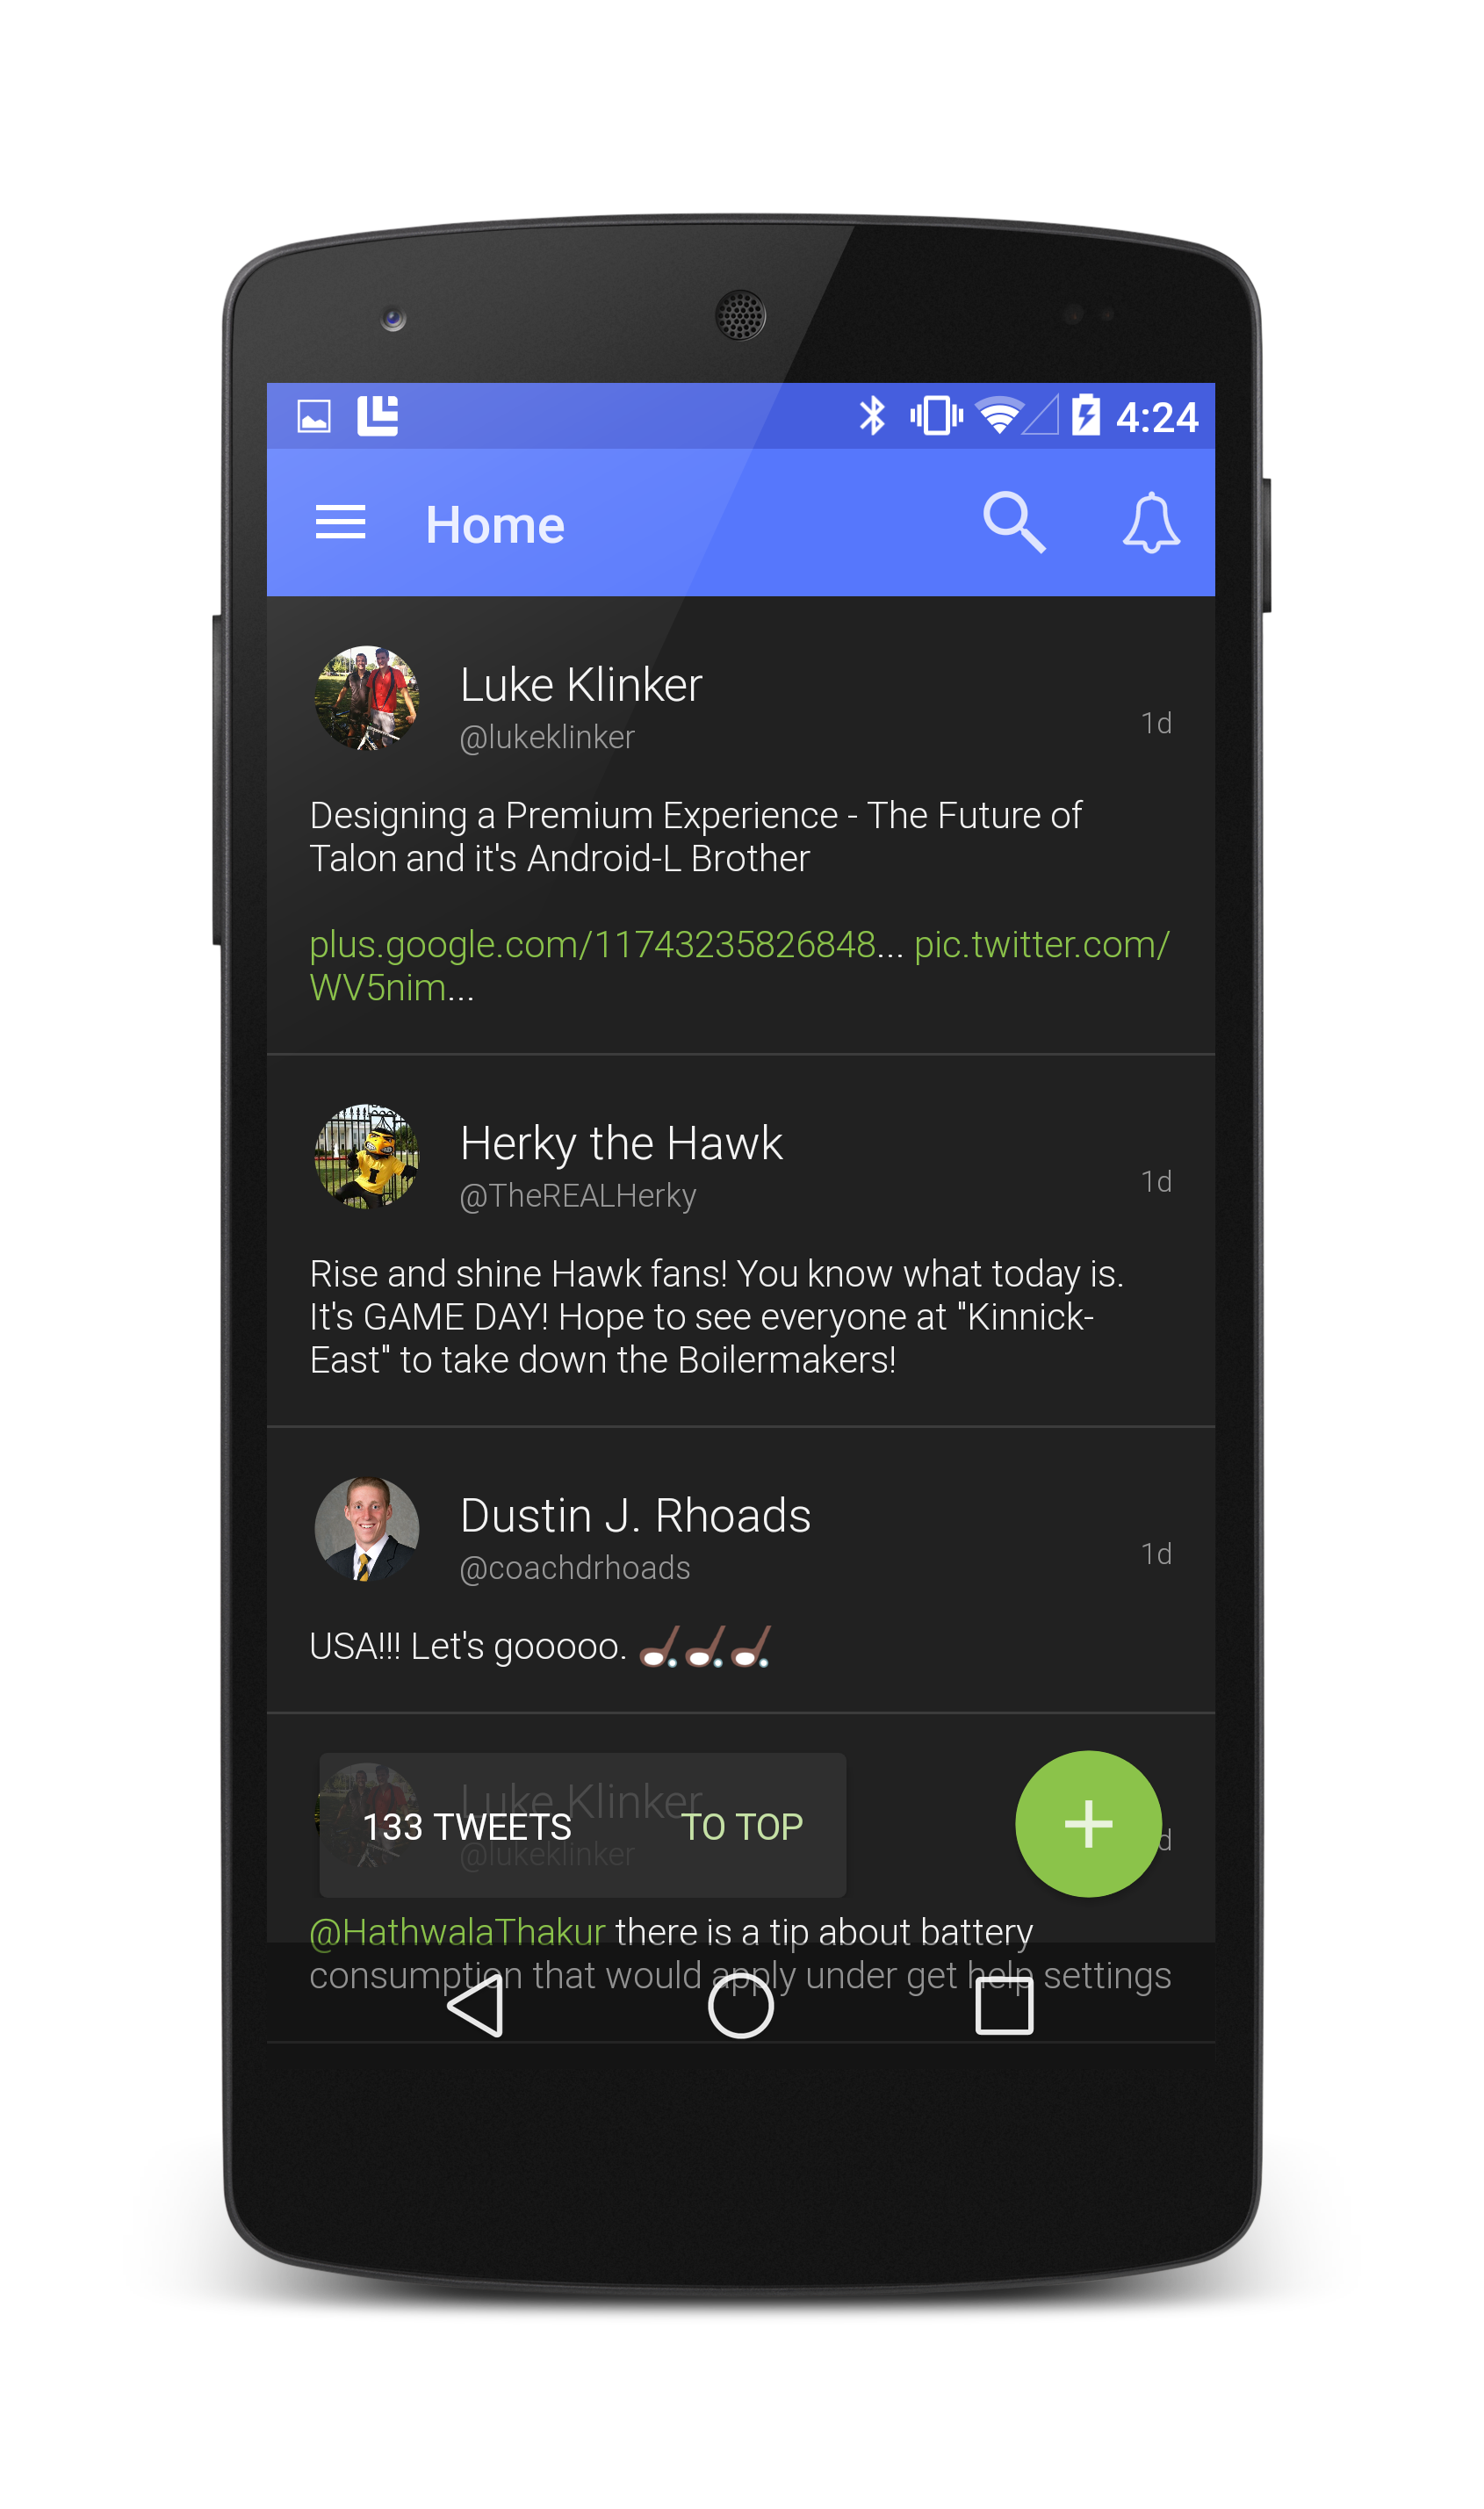 4:24
Home
Luke Klinker
@lukeklinker
1d
Designing a Premium Experience - The Future of
Talon and it's Android-L Brother
plus.google.com/11743235826848... pic.twitter.com/
WV5nim...
Herky the Hawk
@TheREALHerky
1d
Rise and shine Hawk fans! You know what today is.
It's GAME DAY! Hope to see everyone at "Kinnick-
East" to take down the Boilermakers!
Dustin J. Rhoads
@coachdrhoads
1d
USA!!! Let's gooooo.
Luke Klinker
@lukeklinker
d
133 TWEETS
TO TOP
@HathwalaThakur there is a tip about battery
consumption that would apply under get help settings